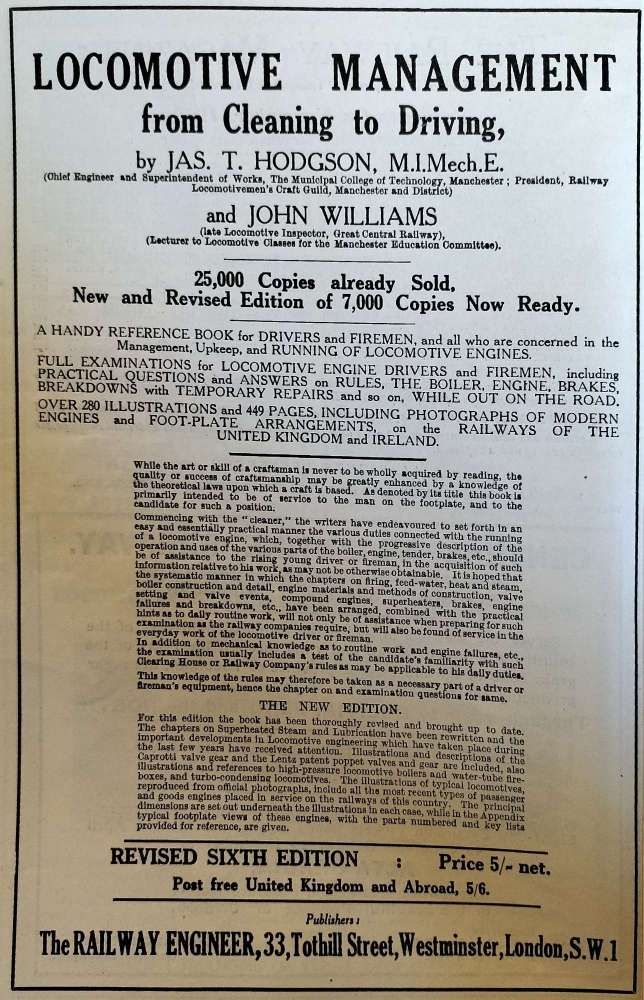 LOCOMOTIVE MANAGEMENT
from Cleaning to Driving,
by JAS. T. HODGSON, M.I.Mech.E.
(Chief Engineer and Superintendent of Works, The Municipal College of Technology, Manchester; President, Railway
Locomotivemen's Craft Guild, Manchester and District)
and JOHN WILLIAMS
(late Locomotive Inspector, Great Central Railway),
(Lecturer to Locomotive Classes for the Manchester Education Committee).
25,000 Copies already Sold.
New and Revised Edition of 7,000 Copies Now Ready.
A HANDY REFERENCE BOOK for DRIVERS and FIREMEN, and all who are concerned in the
Management, Upkeep, and RUNNING OF LOCOMOTIVE ENGINES.
FULL EXAMINATIONS for LOCOMOTIVE ENGINE DRIVERS and FIREMEN, including
PRACTICAL QUESTIONS and ANSWERS on RULES, THE BOILER, ENGINE, BRAKES,
BREAKDOWNS with TEMPORARY REPAIRS and so on, WHILE OUT ON THE ROAD.
OVER 280 ILLUSTRATIONS and 449 PAGES, INCLUDING PHOTOGRAPHS OF MODERN
ENGINES and FOOT-PLATE ARRANGEMENTS, on the RAILWAYS OF THE
UNITED KINGDOM and IRELAND.
While the art or skill of a craftsman is never to be wholly acquired by reading, the
quality or success of craftsmanship may be greatly enhanced by a knowledge of
the theoretical laws upon which a craft is based. As denoted by its title this book is
primarily intended to be of service to the man on the footplate, and to the
candidate for such a position.
Commencing with the "cleaner," the writers have endeavoured to set forth in an
easy and essentially practical manner the various duties connected with the running
of a locomotive engine, which, together with the progressive description of the
operation and uses of the various parts of the boiler, engine, tender, brakes, etc., should
be of assistance to the rising young driver or fireman, in the acquisition of such
information relative to his work, as may not be otherwise obtainable. It is hoped that
the systematic manner in which the chapters on firing, feed-water, heat and steam,
boiler construction and detail, engine materials and methods of construction, valve
setting and valve events, compound engines, superheaters, brakes, engine
failures and breakdowns, etc., have been arranged, combined with the practical
hints as to daily routine work, will not only be of assistance when preparing for such
examination as the railway companies require, but will also be found of service in the
everyday work of the locomotive driver or fireman.
In addition to mechanical knowledge as to routine work and engine failures, etc.,
the examination usually includes a test of the candidate's familiarity with such
Clearing House or Railway Company's rules as may be applicable to his daily duties.
This knowledge of the rules may therefore be taken as a necessary part of a driver or
fireman's equipment, hence the chapter on and examination questions for same.
THE NEW EDITION.
For this edition the book has been thoroughly revised and brought up to date.
The chapters on Superheated Steam and Lubrication have been rewritten and the
important developments in Locomotive engineering which have taken place during
the last few years have received attention. Illustrations and descriptions of the
Caprotti valve gear and the Lentz patent poppet valves and gear are included, also
illustrations and references to high-pressure locomotive boilers and water-tube fire-
boxes, and turbo-condensing locomotives. The illustrations of typical locomotives,
reproduced from official photographs, include all the most recent types of passenger
and goods engines placed in service on the railways of this country. The principal
dimensions are set out underneath the illustrations in each case, while in the Appendix
typical footplate views of these engines, with the parts numbered and key lists
provided for reference, are given.
REVISED SIXTH EDITION : Price 5/- net.
Post free United Kingdom and Abroad, 5/6.
Publishers:
The RAILWAY ENGINEER, 33, Tothill Street, Westminster, London, S.W.1